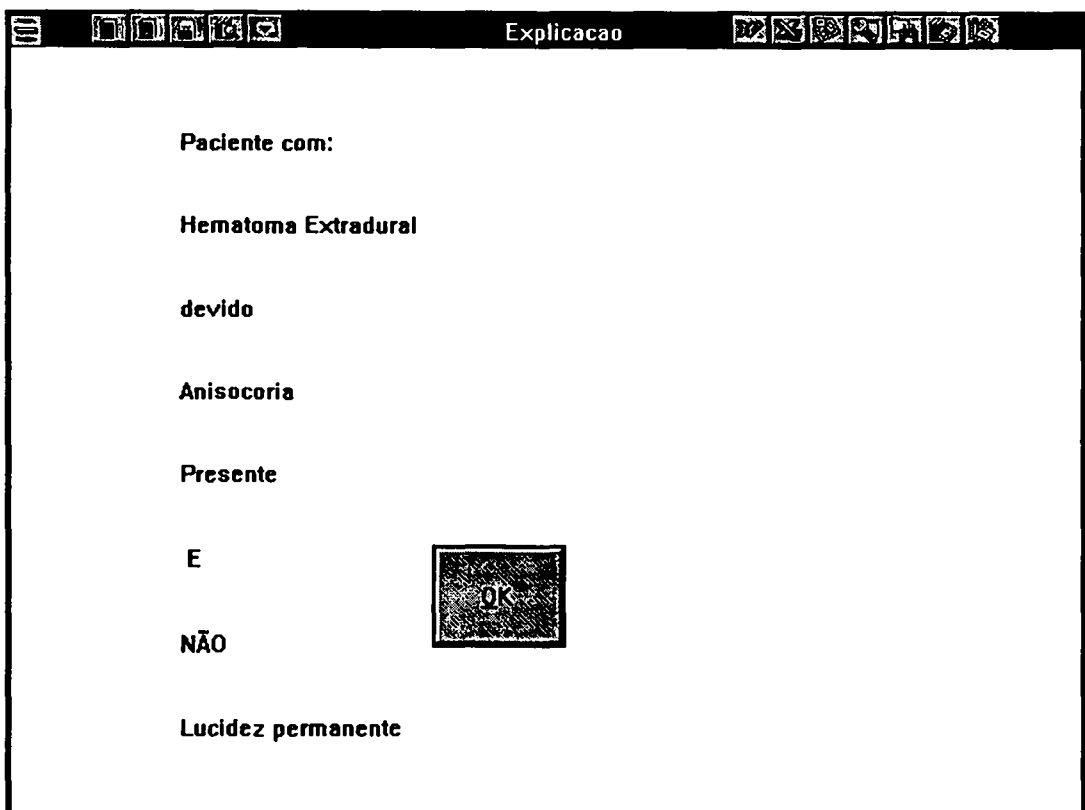 Explicacao
Paciente com:
Hematoma Extradural
devido
Anisocoria
Presente
E
OK
NÃO
Lucidez permanente